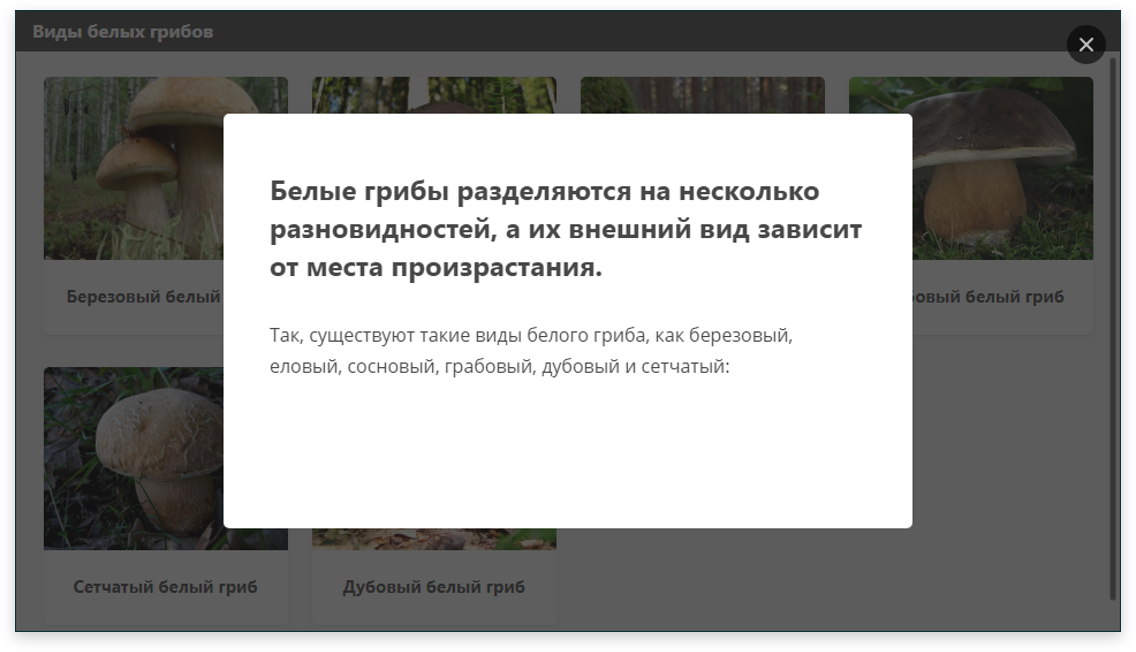 Виды белых грибов
Белые грибы разделяются на несколько
разновидностей, а их внешний вид зависит
от места произрастания.
Так, существуют такие виды белого гриба, как березовый,
еловый, сосновый, грабовый, дубовый и сетчатый:
Березовый белый
белый гриб
Сетчатый белый гриб
Дубовый белый гриб